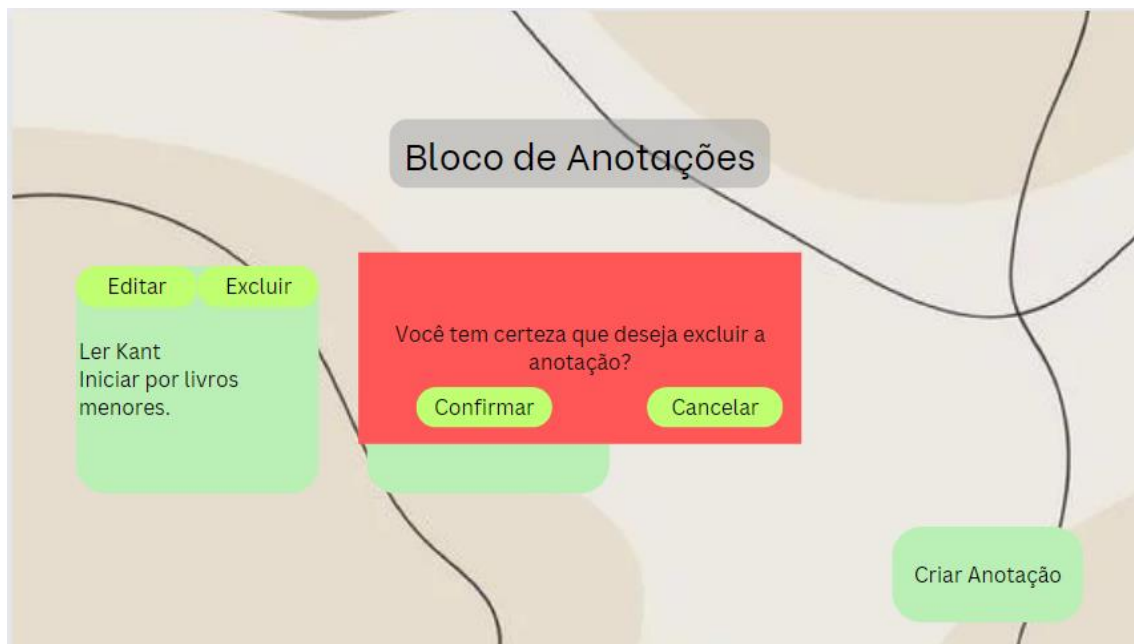 Bloco de Anotações
Editar
Excluir
Ler Kant
Iniciar por livros
menores.
Você tem certeza que deseja excluir a
anotação?
Confirmar
Cancelar
Criar Anotação